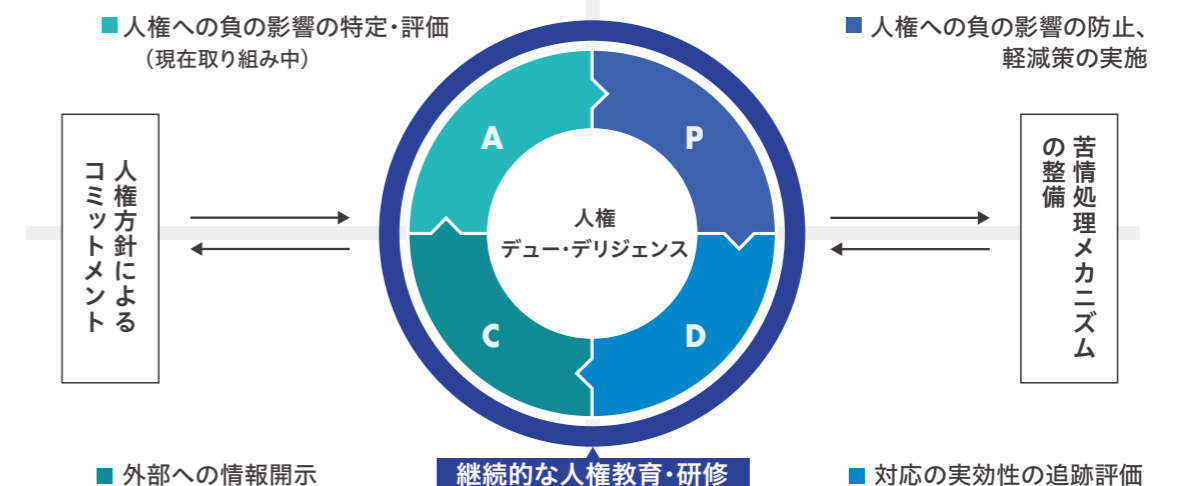 人権への負の影響の特定・評価
（現在取り組み中）
人権への負の影響の防止、
軽減策の実施
人権方針による
コミットメント
A
P
人権
デュー・デリジェンス
C
D
苦情処理メカニズム
の整備
外部への情報開示
継続的な人権教育・研修
対応の実効性の追跡評価